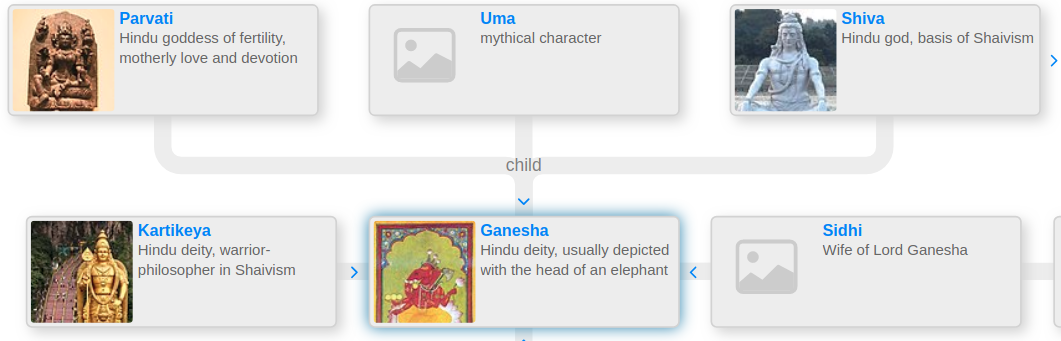 Parvati
Hindu goddess of fertility,
motherly love and devotion
Uma
mythical character
Shiva
Hindu god, basis of Shaivism
child
Kartikeya
Hindu deity, warrior-
philosopher in Shaivism
Ganesha
Hindu deity, usually depicted
with the head of an elephant
Sidhi
Wife of Lord Ganesha